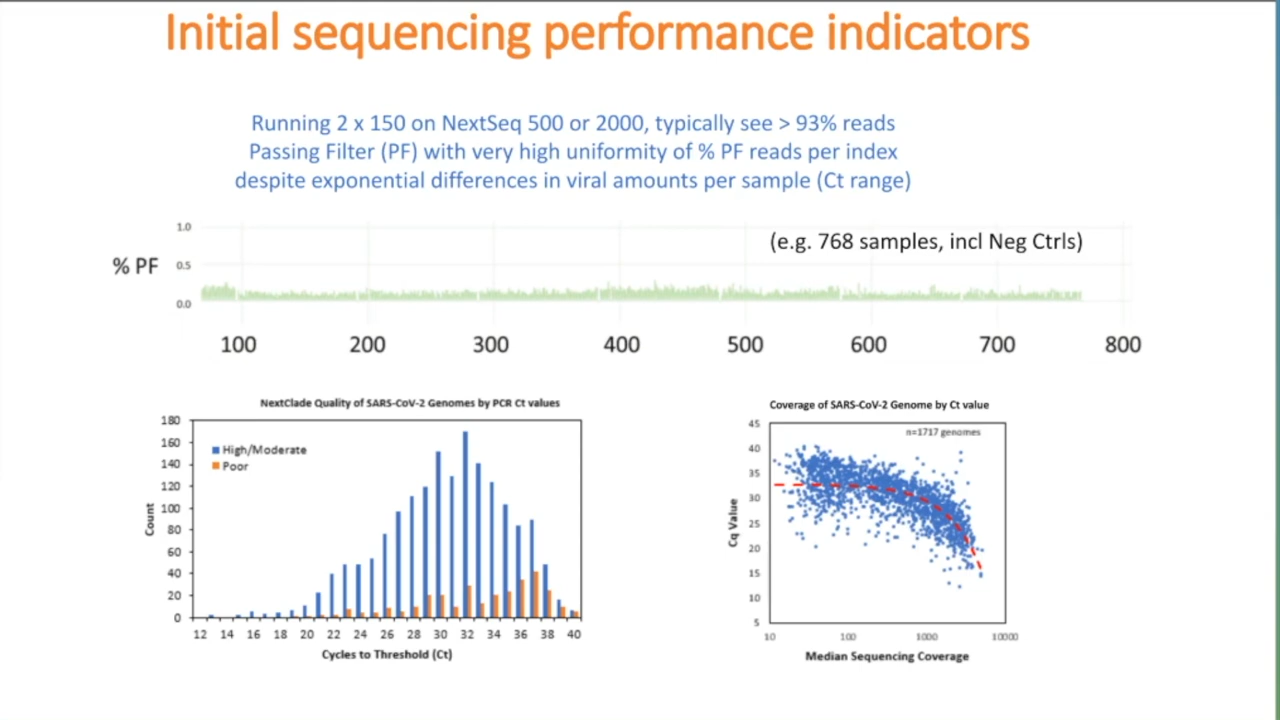 Initial sequencing performance indicators
Running 2 x 150 on NextSeq 500 or 2000, typically see > 93% reads
Passing Filter (PF) with very high uniformity of % PF reads per index
despite exponential differences in viral amounts per sample (Ct range)
(e.g. 768 samples, incl Neg Ctrls)
% PF
1.0
0.5
0.0
100 200 300 400 500 600 700 800
NextClade Quality of SARS-CoV-2 Genomes by PCR Ct values
High/Moderate
Poor
Count
180
160
140
120
100
80
60
40
20
0
12 14 16 18 20 22 24 26 28 30 32 34 36 38 40
Cycles to Threshold (Ct)
Coverage of SARS-CoV-2 Genome by Ct value
n=1717 genomes
Cq Value
45
40
35
30
25
20
15
10
5
10 100 1000 10000
Median Sequencing Coverage